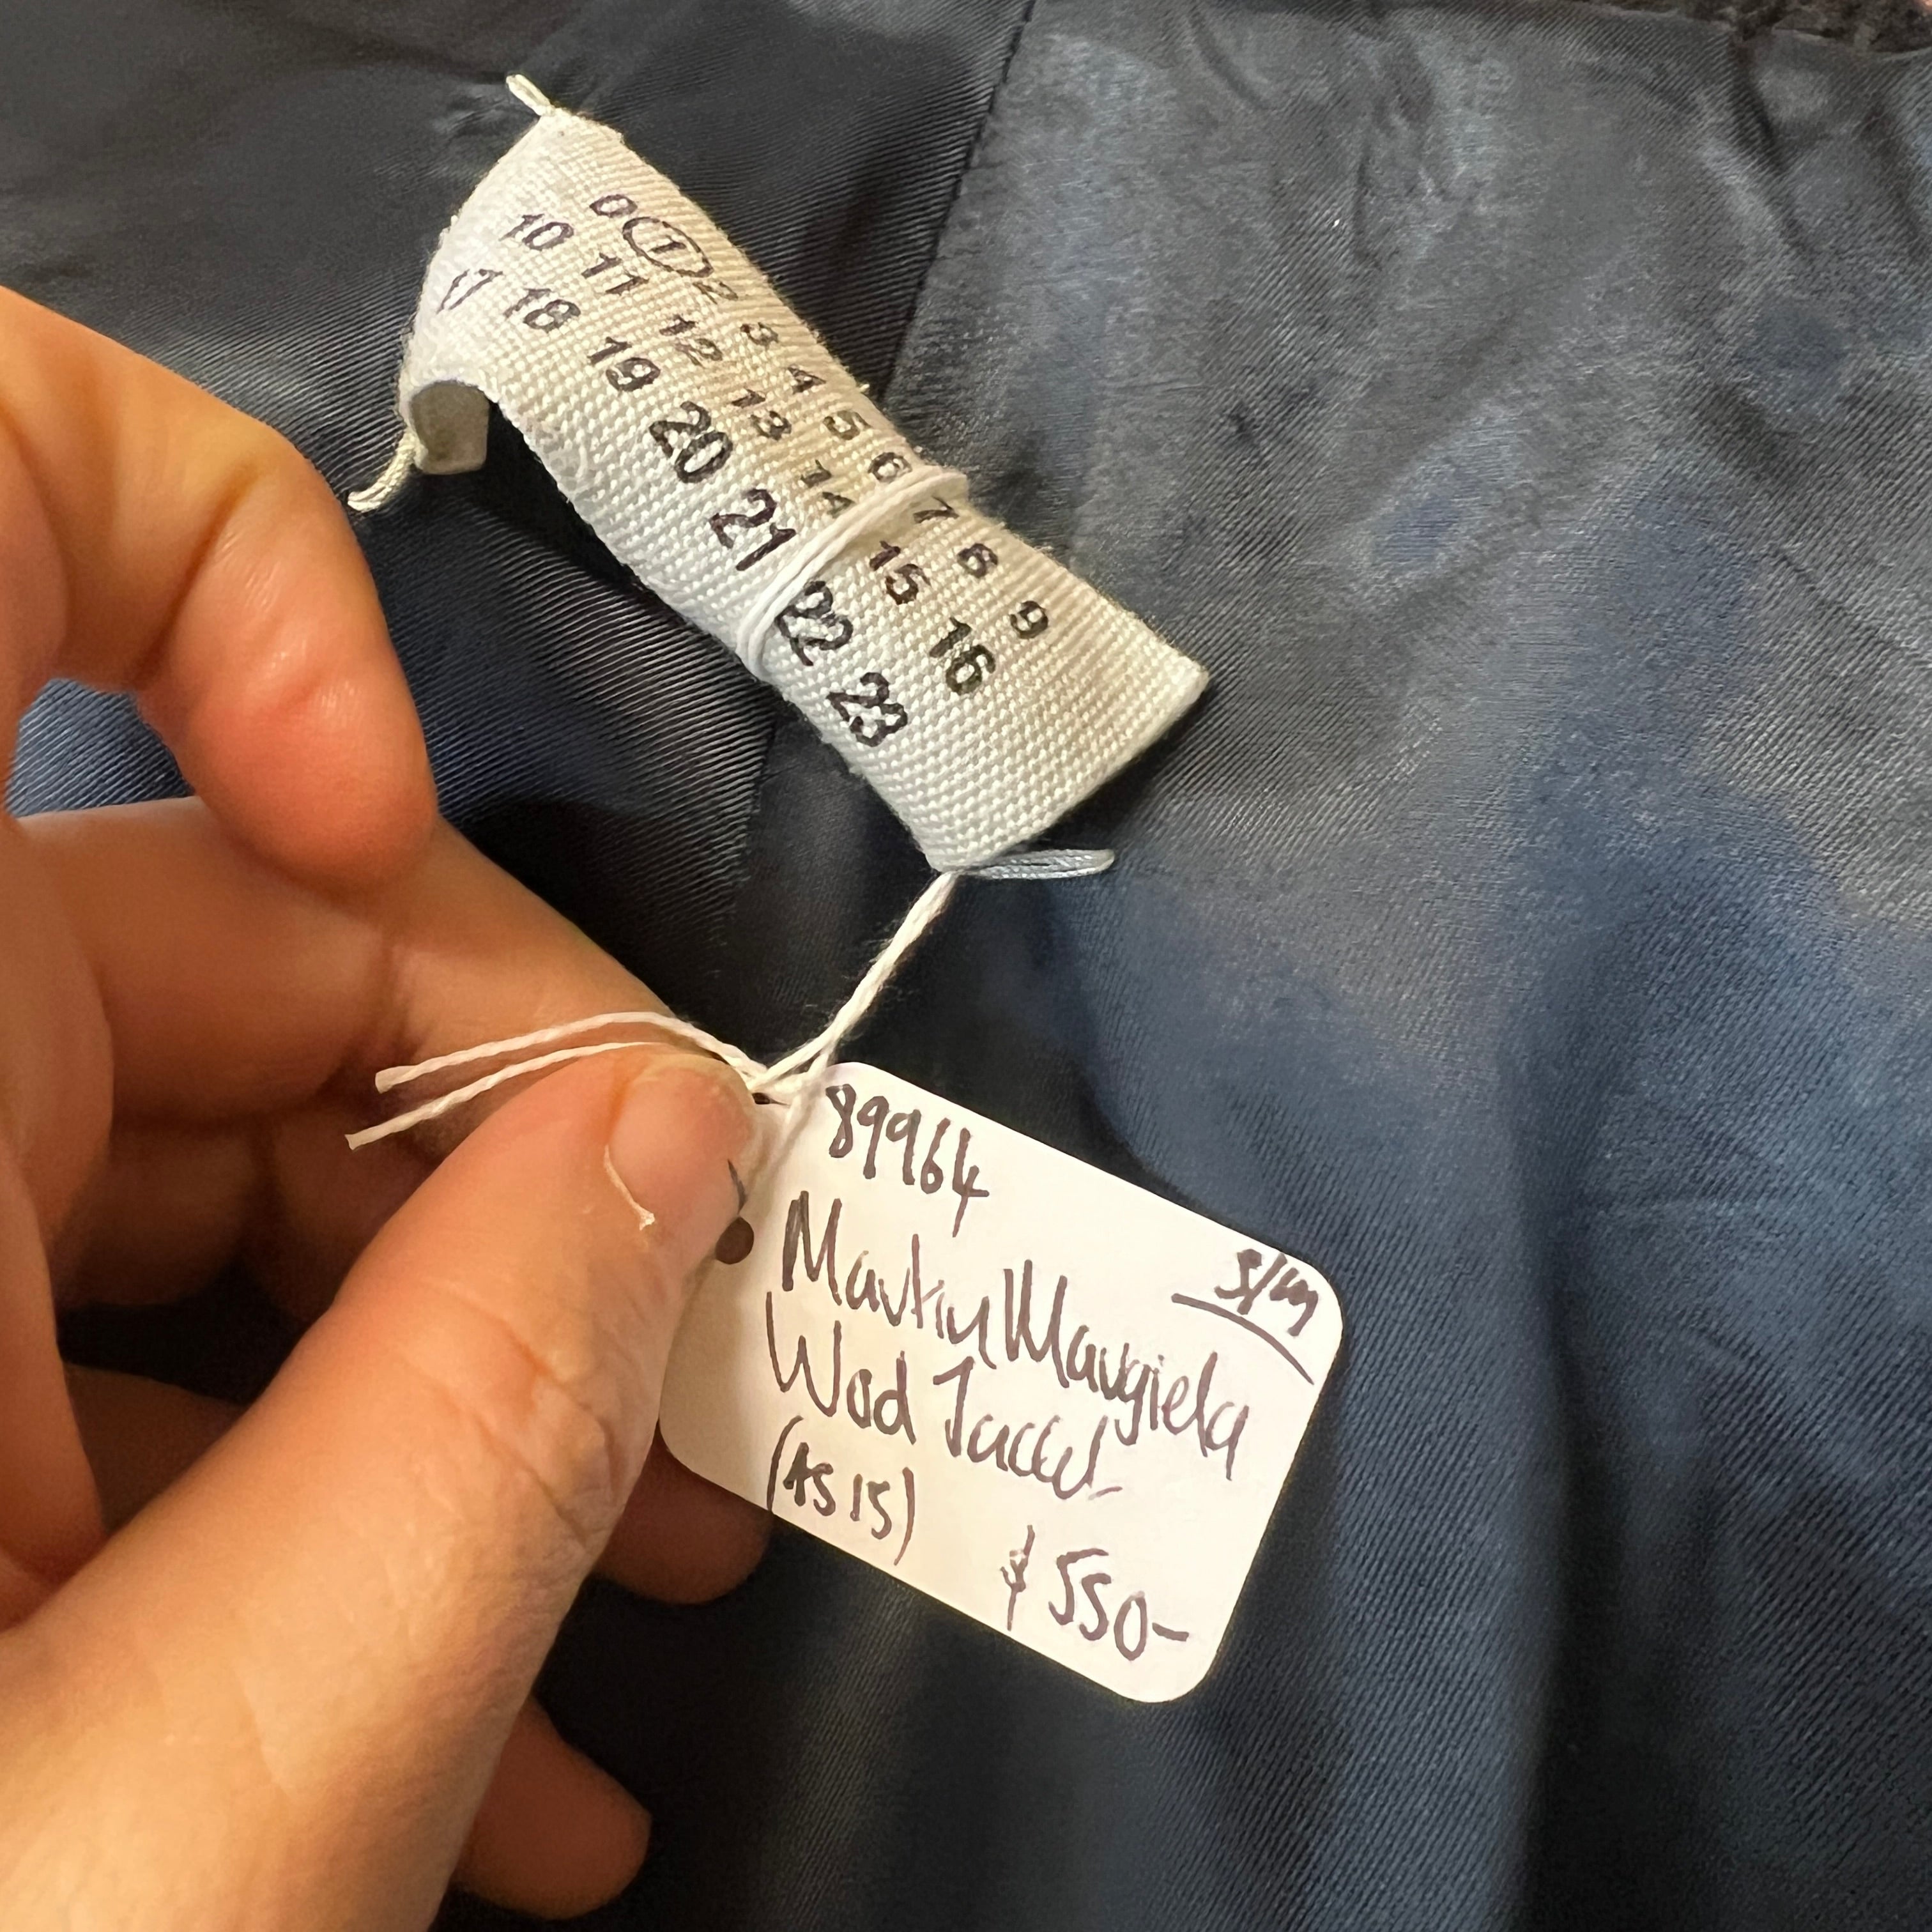 0 1 2 3 4 5 6 7 8 9
10 11 12 13 14 15 16
17 18 19 20 21 22 23
89964
S/M
Martin Margiela
Wool Jacket
(AS IS)
$550-